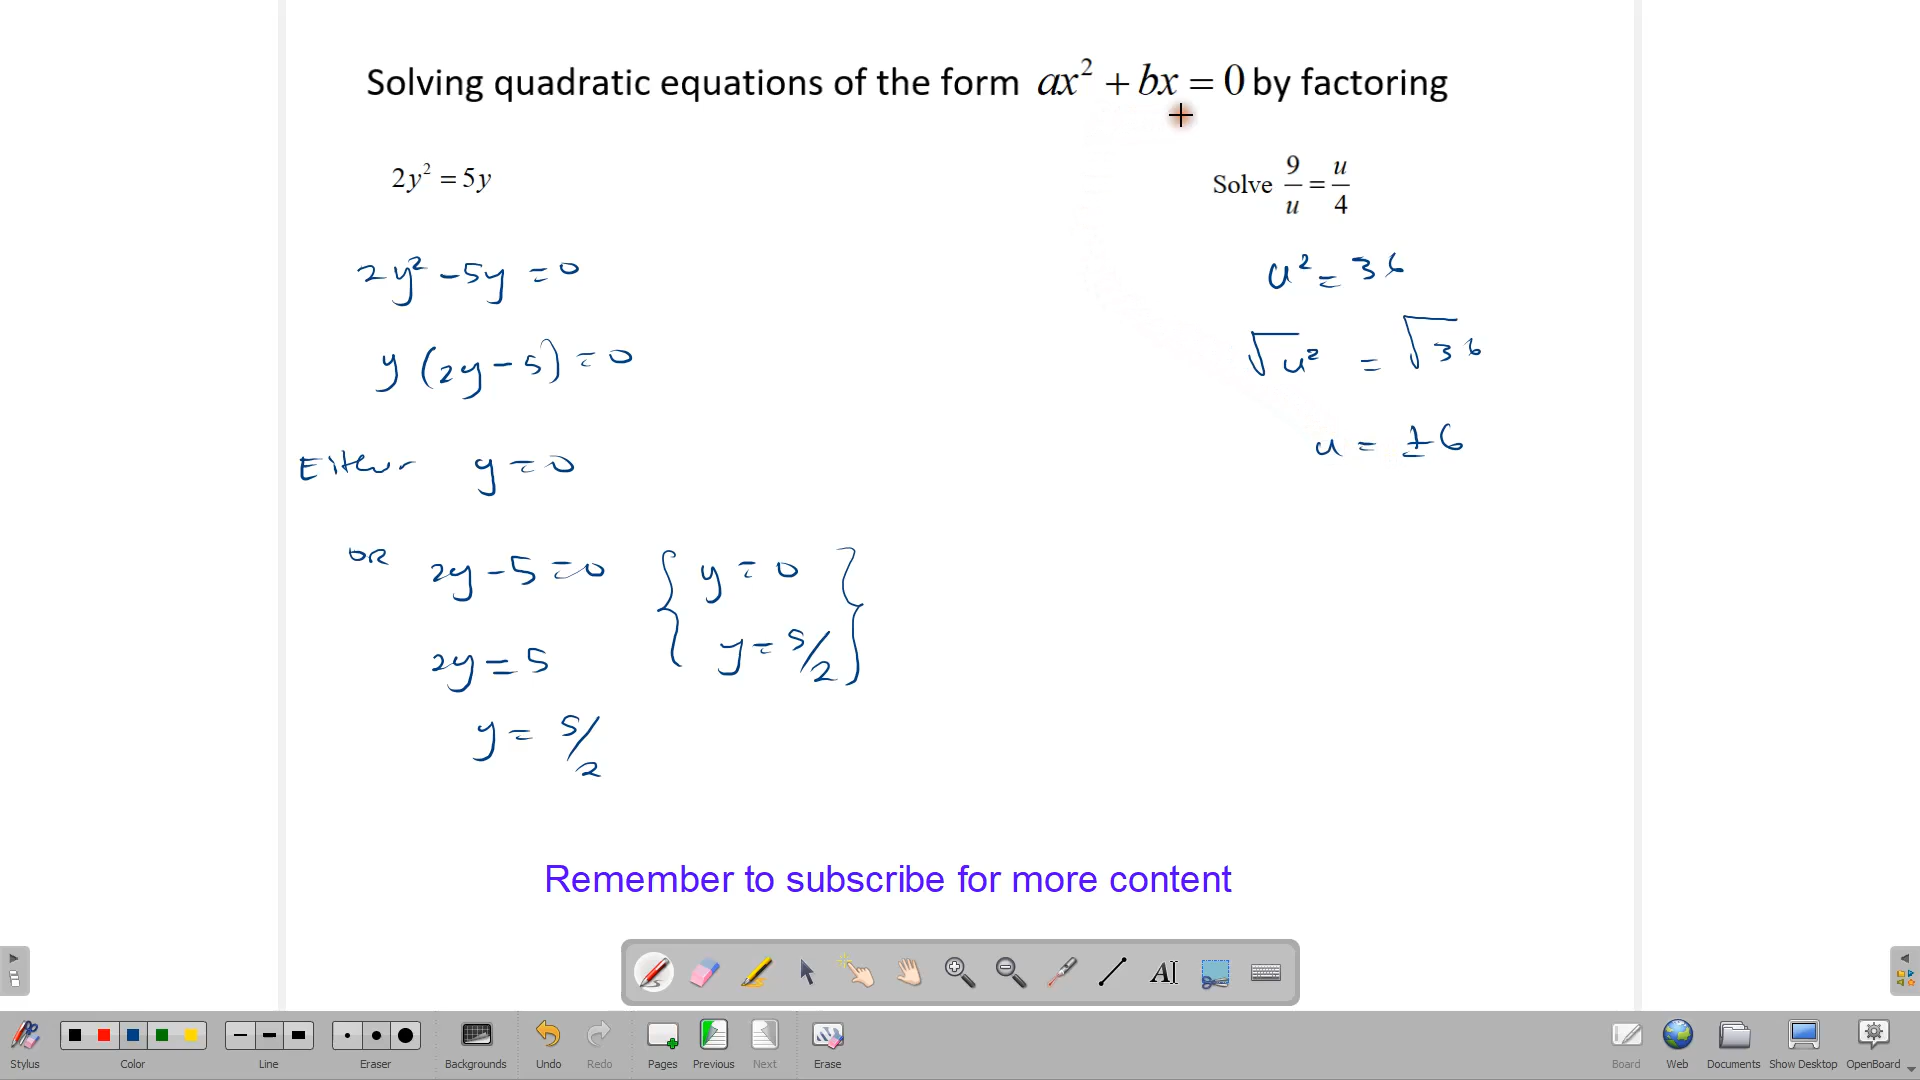 Solving quadratic equations of the form ax² + bx = 0 by factoring
2y² = 5y
2y² - 5y = 0
y (2y - 5) = 0
Either y = 0
OR 2y - 5 = 0 { y = 0 }
2y = 5 { y = 5/2 }
y = 5/2
Solve 9/u = u/4
u² = 36
√u² = √36
u = ±6
Remember to subscribe for more content
Stylus
Color
Line
Eraser
Backgrounds
Undo
Redo
Pages
Previous
Next
Erase
Board
Web
Documents
Show Desktop
OpenBoard